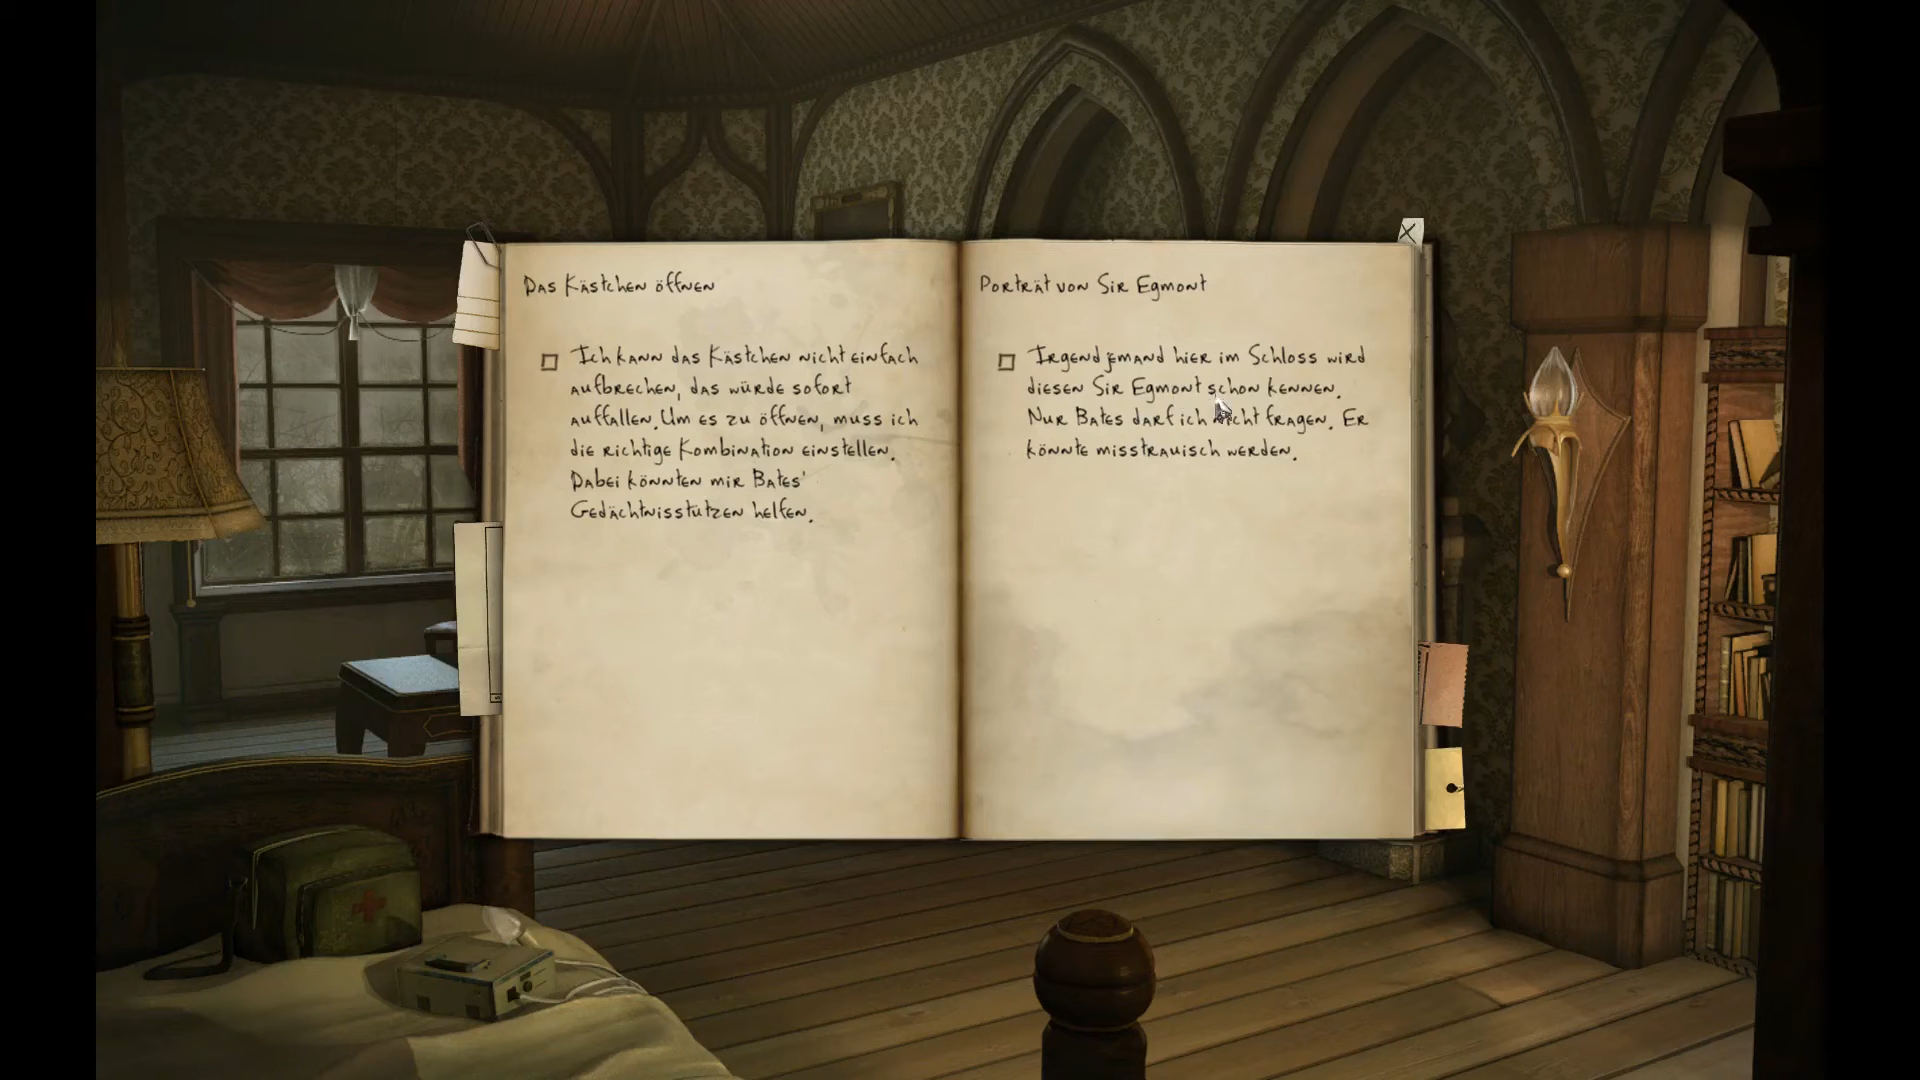 Das Kästchen öffnen
Ich kann das Kästchen nicht einfach
aufbrechen, das würde sofort
auffallen. Um es zu öffnen, muss ich
die richtige Kombination einstellen.
Dabei könnten mir Bates'
Gedächtnisstützen helfen.
Porträt von Sir Egmont
Irgendjemand hier im Schloss wird
diesen Sir Egmont schon kennen.
Nur Bates darf ich nicht fragen. Er
könnte misstrauisch werden.